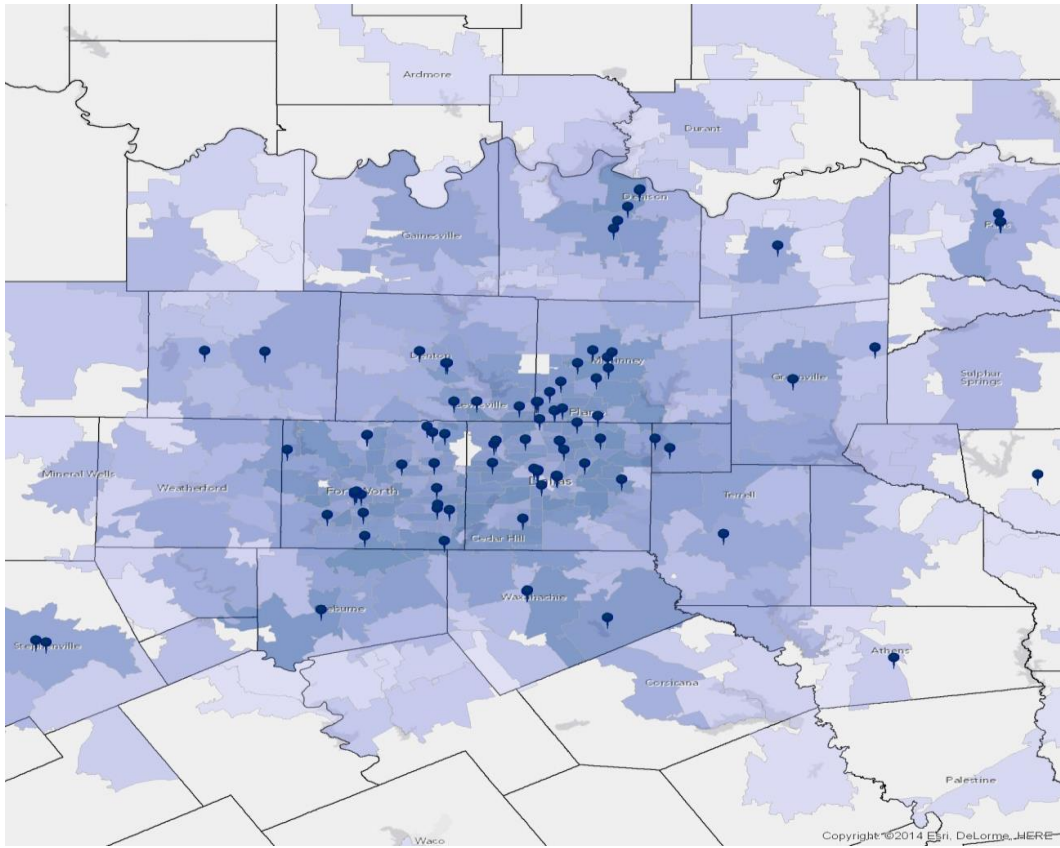 Ardmore
Durant
Denison
Gainesville
Denton
McKinney
Lewisville
Plano
Greenville
Sulphur
Springs
Mineral Wells
Weatherford
Fort Worth
Dallas
Terrell
Cedar Hill
Cleburne
Waxahachie
Stephenville
Athens
Corsicana
Palestine
Waco
Copyright: ©2014 Esri, DeLorme, HERE